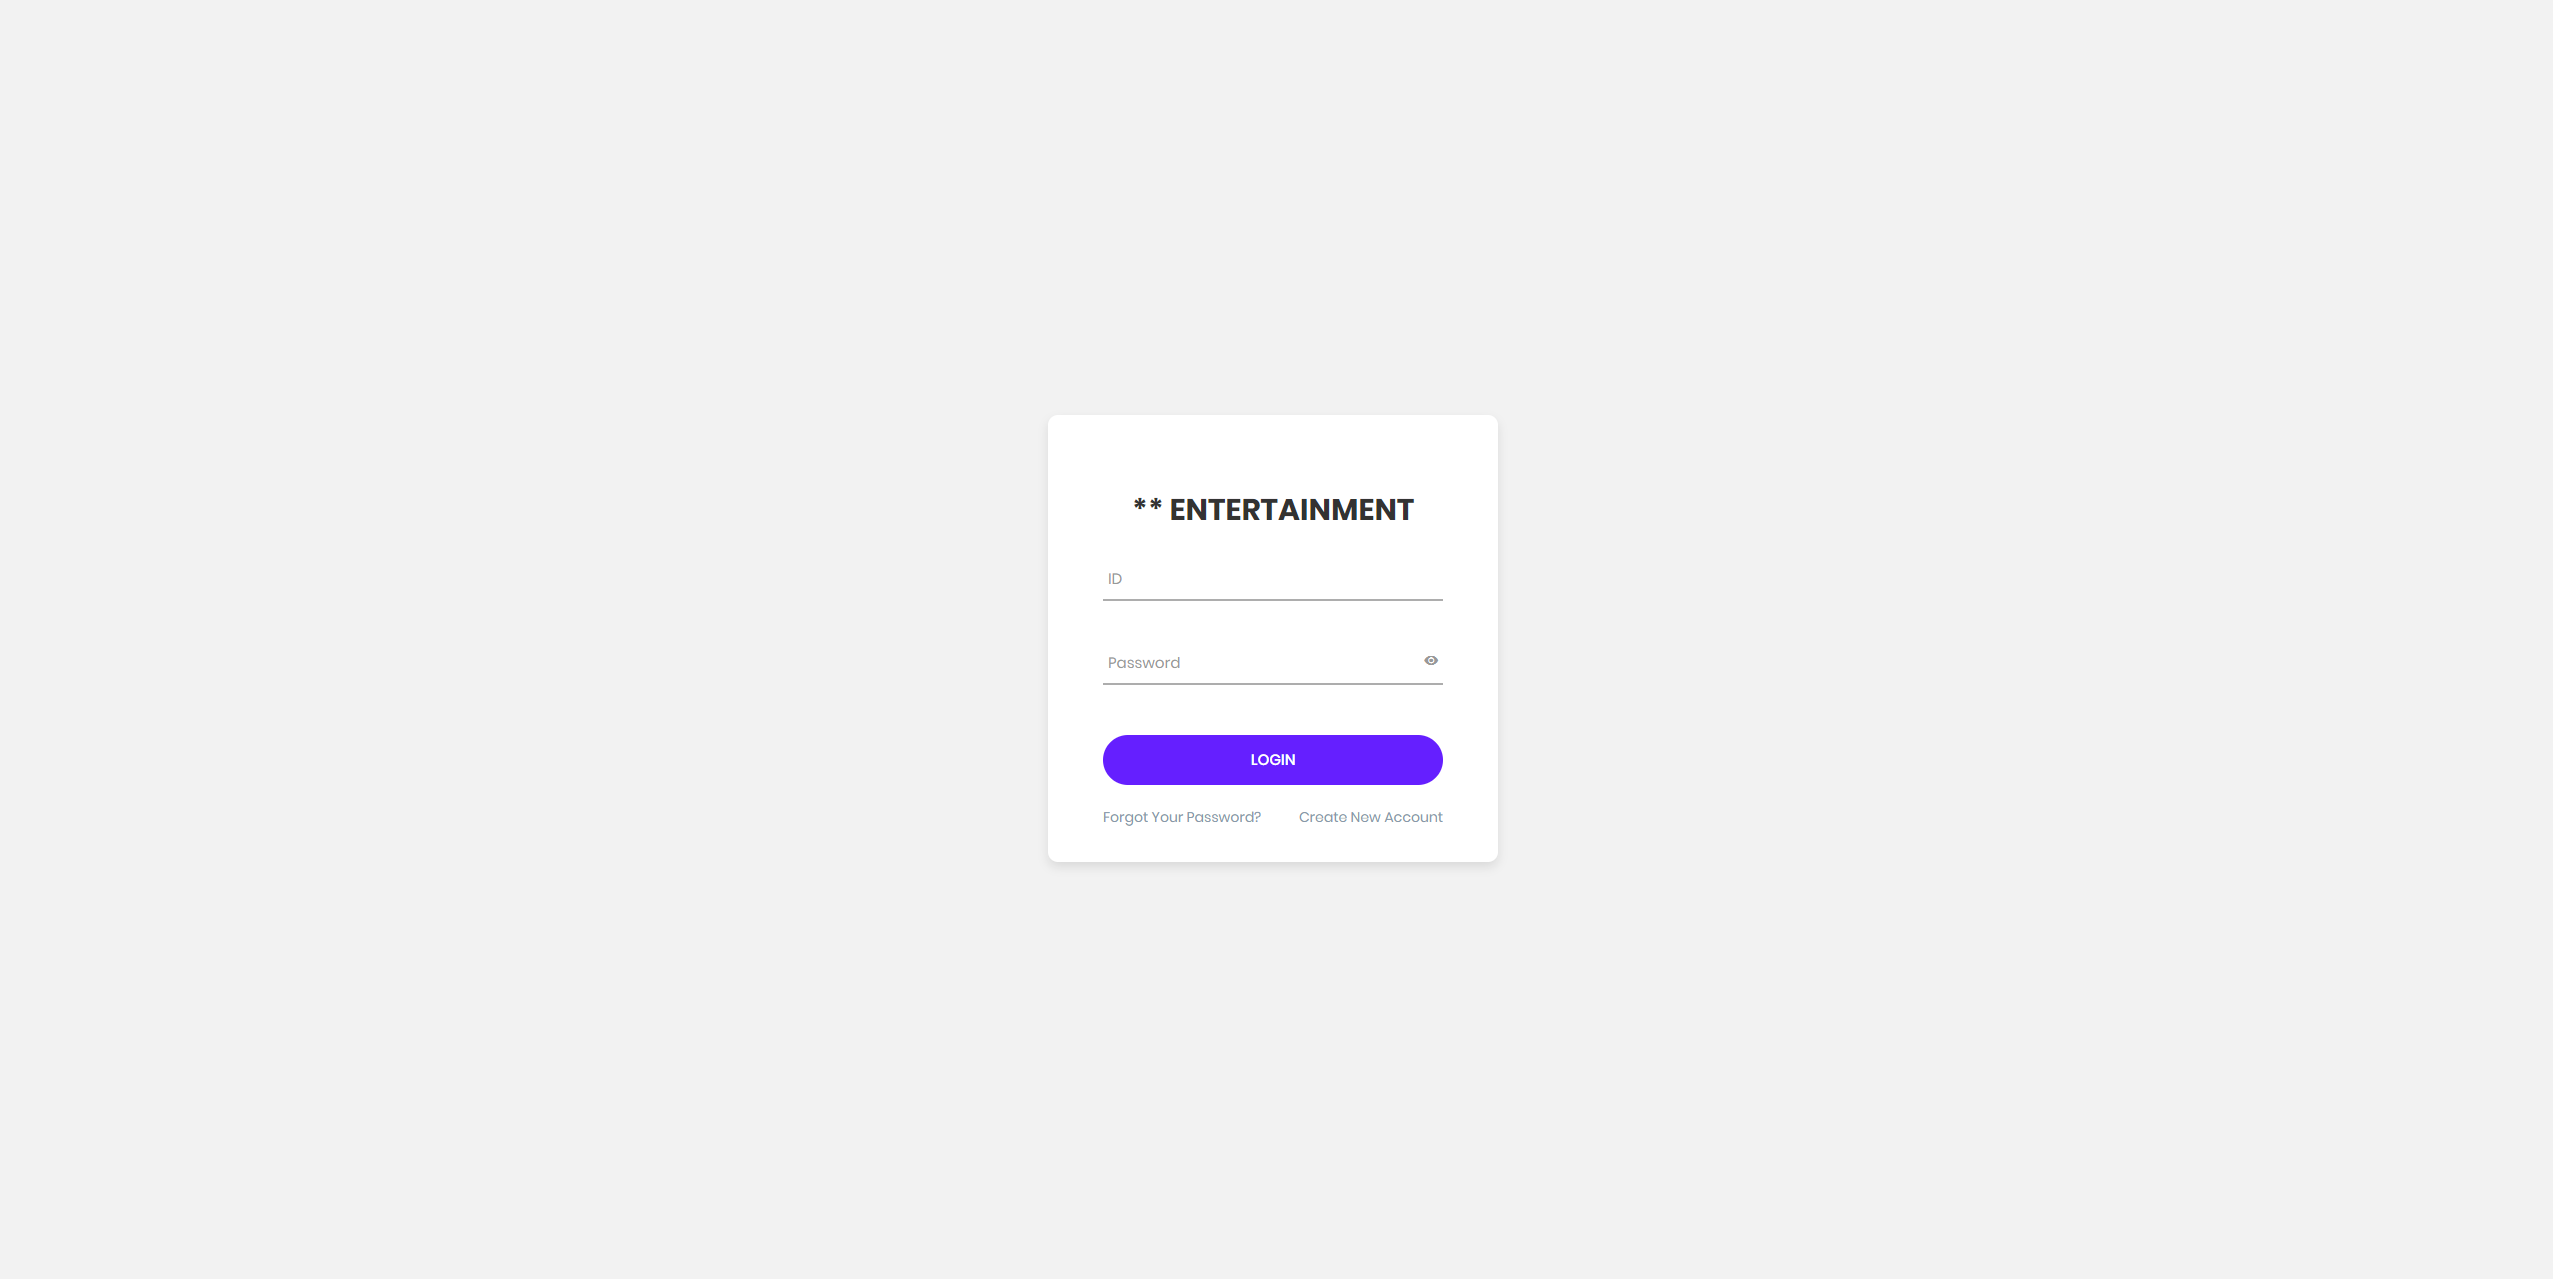 ** ENTERTAINMENT
ID
Password
LOGIN
Forgot Your Password? Create New Account